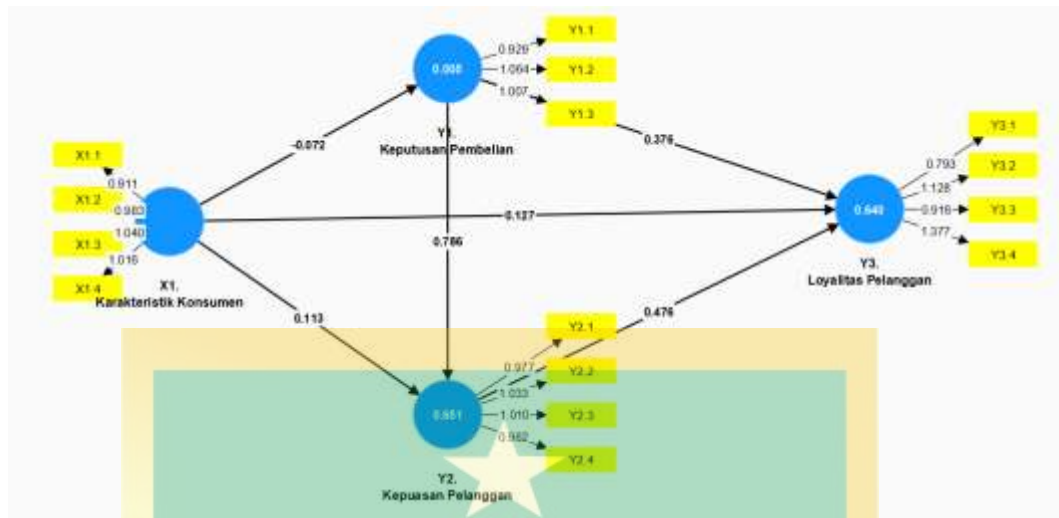 Y1.1
0.929
0.008
1.064
Y1.2
1.007
Y1.3
Y1.
Keputusan Pembelian
-0.072
0.376
Y3.1
0.793
X1.1
0.911
1.128
Y3.2
X1.2
0.983
0.640
0.916
Y3.3
X1.3
1.040
1.016
1.377
Y3.4
X1.4
0.786
Y3.
Loyalitas Pelanggan
X1.
Karakteristik Konsumen
0.113
0.476
Y2.1
0.977
Y2.2
1.033
0.651
1.010
Y2.3
Y2.4
Y2.
Kepuasan Pelanggan